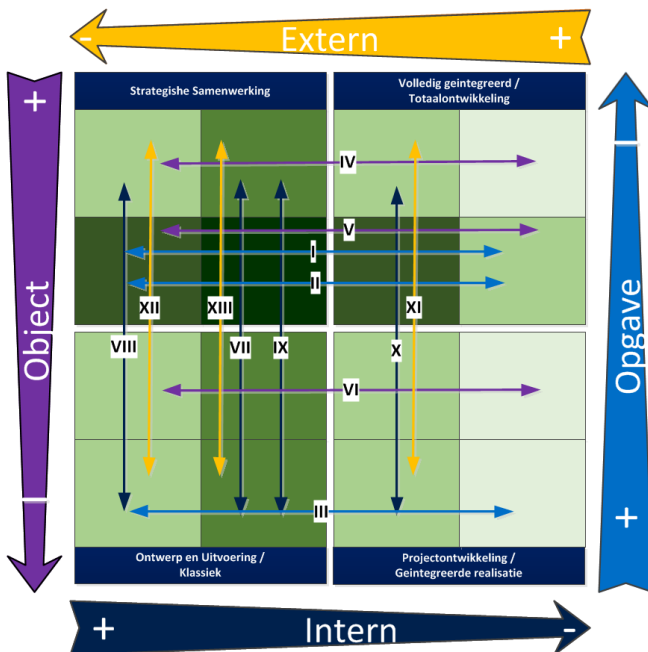 - Extern +
Strategishe Samenwerking
Volledig geintegreerd /
Totaalontwikkeling
+
Object
-
-
Opgave
+
IV
V
I
II
XII
XIII
XI
VIII
VII
IX
X
VI
III
Ontwerp en Uitvoering /
Klassiek
Projectontwikkeling /
Geintegreerde realisatie
+ Intern -